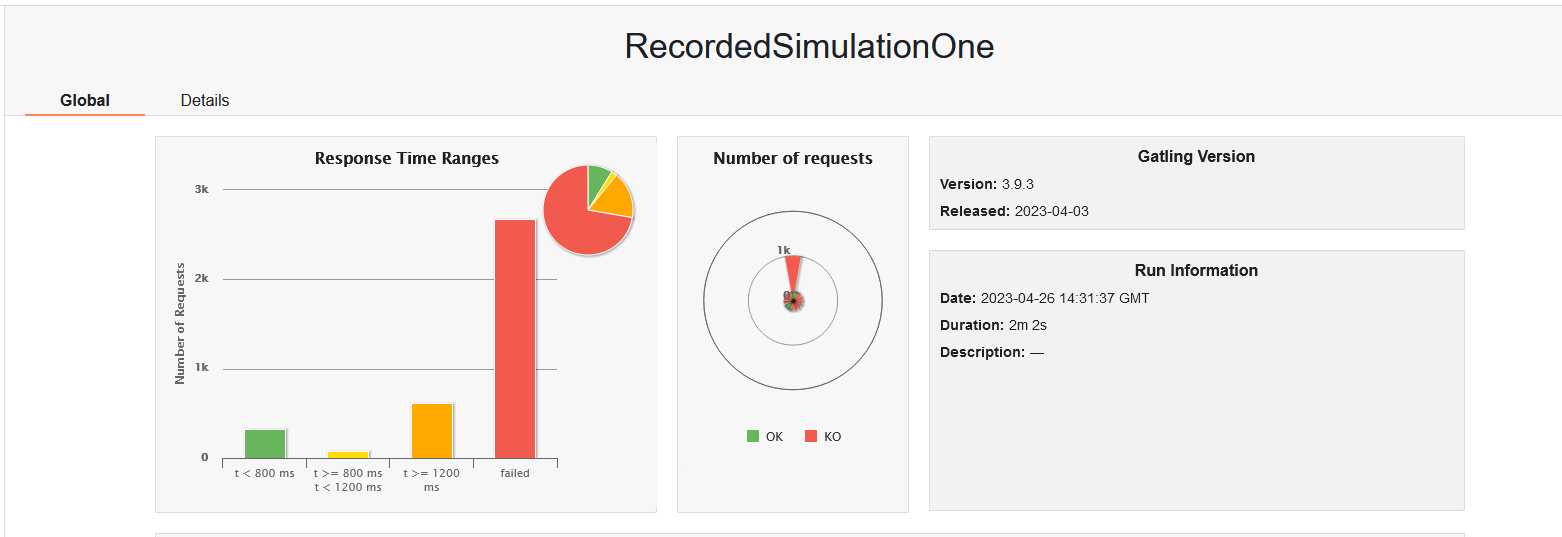 RecordedSimulationOne
Global
Details
Response Time Ranges
3k
2k
1k
0
Number of Requests
t < 800 ms
t >= 800 ms
t < 1200 ms
t >= 1200
ms
failed
Number of requests
1k
0
OK
KO
Gatling Version
Version: 3.9.3
Released: 2023-04-03
Run Information
Date: 2023-04-26 14:31:37 GMT
Duration: 2m 2s
Description: —